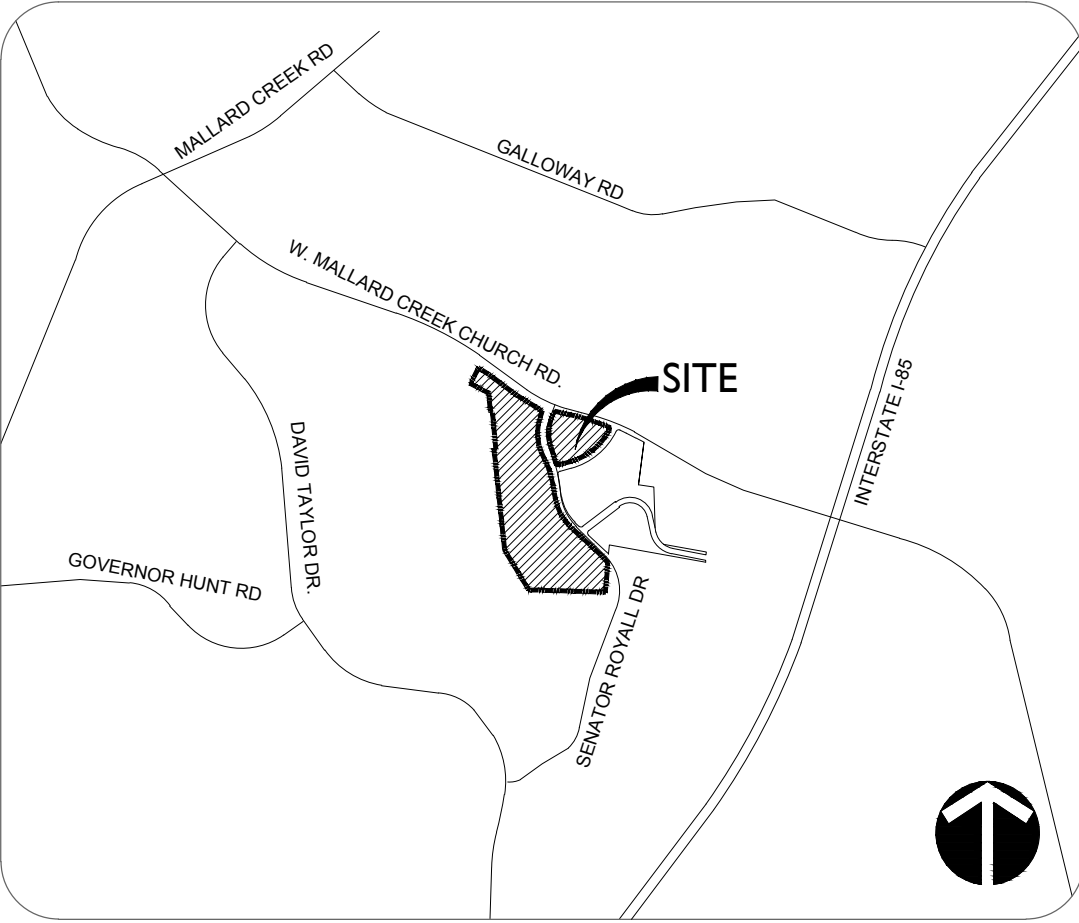 MALLARD CREEK RD
GALLOWAY RD
W. MALLARD CREEK CHURCH RD.
SITE
INTERSTATE I-85
DAVID TAYLOR DR.
GOVERNOR HUNT RD
SENATOR ROYALL DR